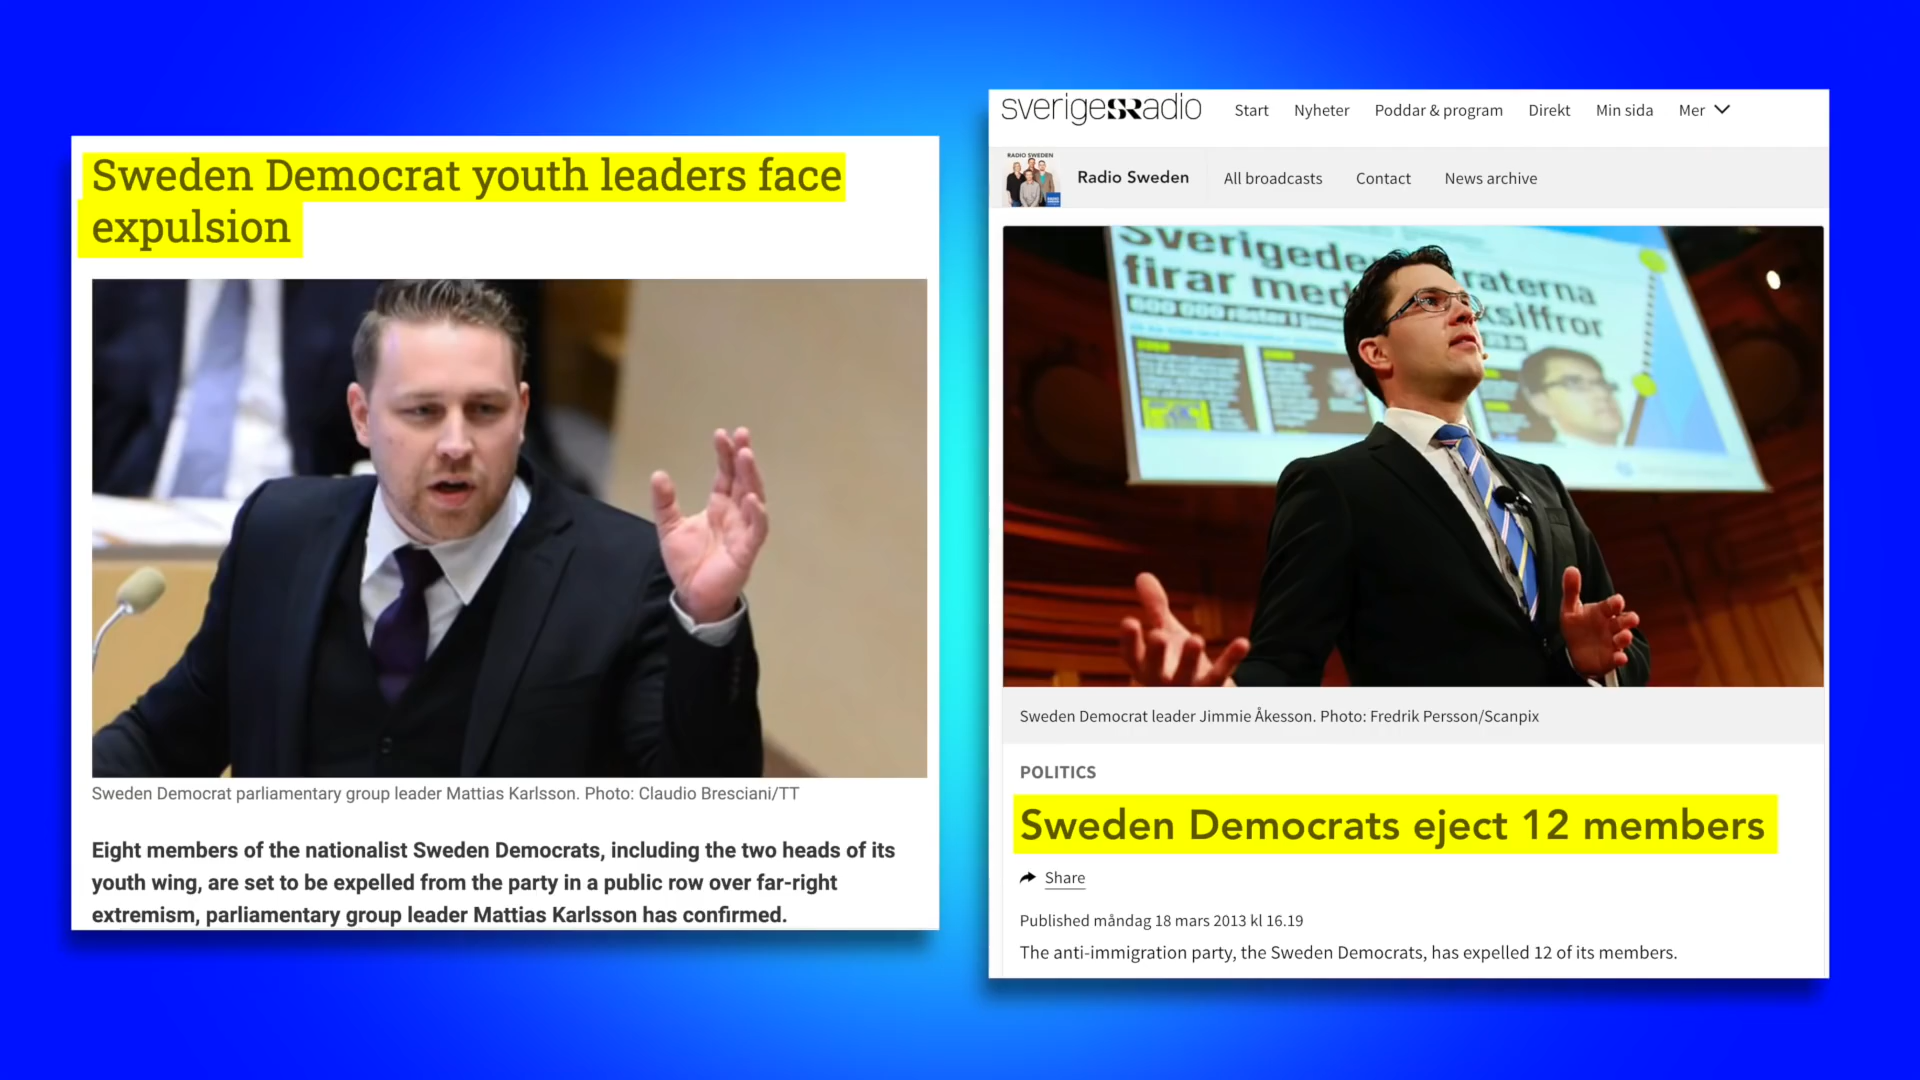 Sweden Democrat youth leaders face
expulsion
Sweden Democrat parliamentary group leader Mattias Karlsson. Photo: Claudio Bresciani/TT
Eight members of the nationalist Sweden Democrats, including the two heads of its
youth wing, are set to be expelled from the party in a public row over far-right
extremism, parliamentary group leader Mattias Karlsson has confirmed.
sverigesRadio Start Nyheter Poddar & program Direkt Min sida Mer
RADIO SWEDEN
Radio Sweden All broadcasts Contact News archive
firar med
Sweden Democrat leader Jimmie Åkesson. Photo: Fredrik Persson/Scanpix
POLITICS
Sweden Democrats eject 12 members
Share
Published måndag 18 mars 2013 kl 16.19
The anti-immigration party, the Sweden Democrats, has expelled 12 of its members.